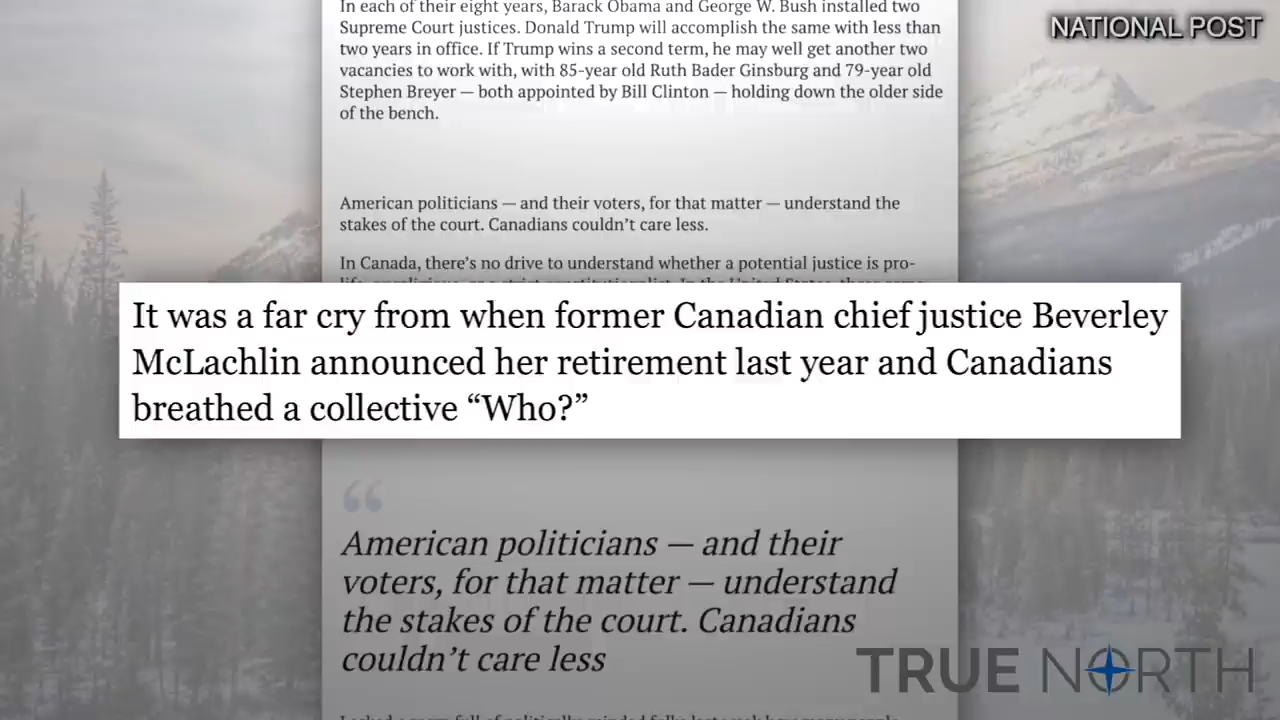 In each of their eight years, Barack Obama and George W. Bush installed two
NATIONAL POST
Supreme Court justices. Donald Trump will accomplish the same with less than
two years in office. If Trump wins a second term, he may well get another two
vacancies to work with, with 85-year old Ruth Bader Ginsburg and 79-year old
Stephen Breyer — both appointed by Bill Clinton — holding down the older side
of the bench.
American politicians — and their voters, for that matter — understand the
stakes of the court. Canadians couldn’t care less.
In Canada, there’s no drive to understand whether a potential justice is pro-
It was a far cry from when former Canadian chief justice Beverley
McLachlin announced her retirement last year and Canadians
breathed a collective “Who?”
“
American politicians — and their
voters, for that matter — understand
the stakes of the court. Canadians
couldn’t care less
TRUE NORTH